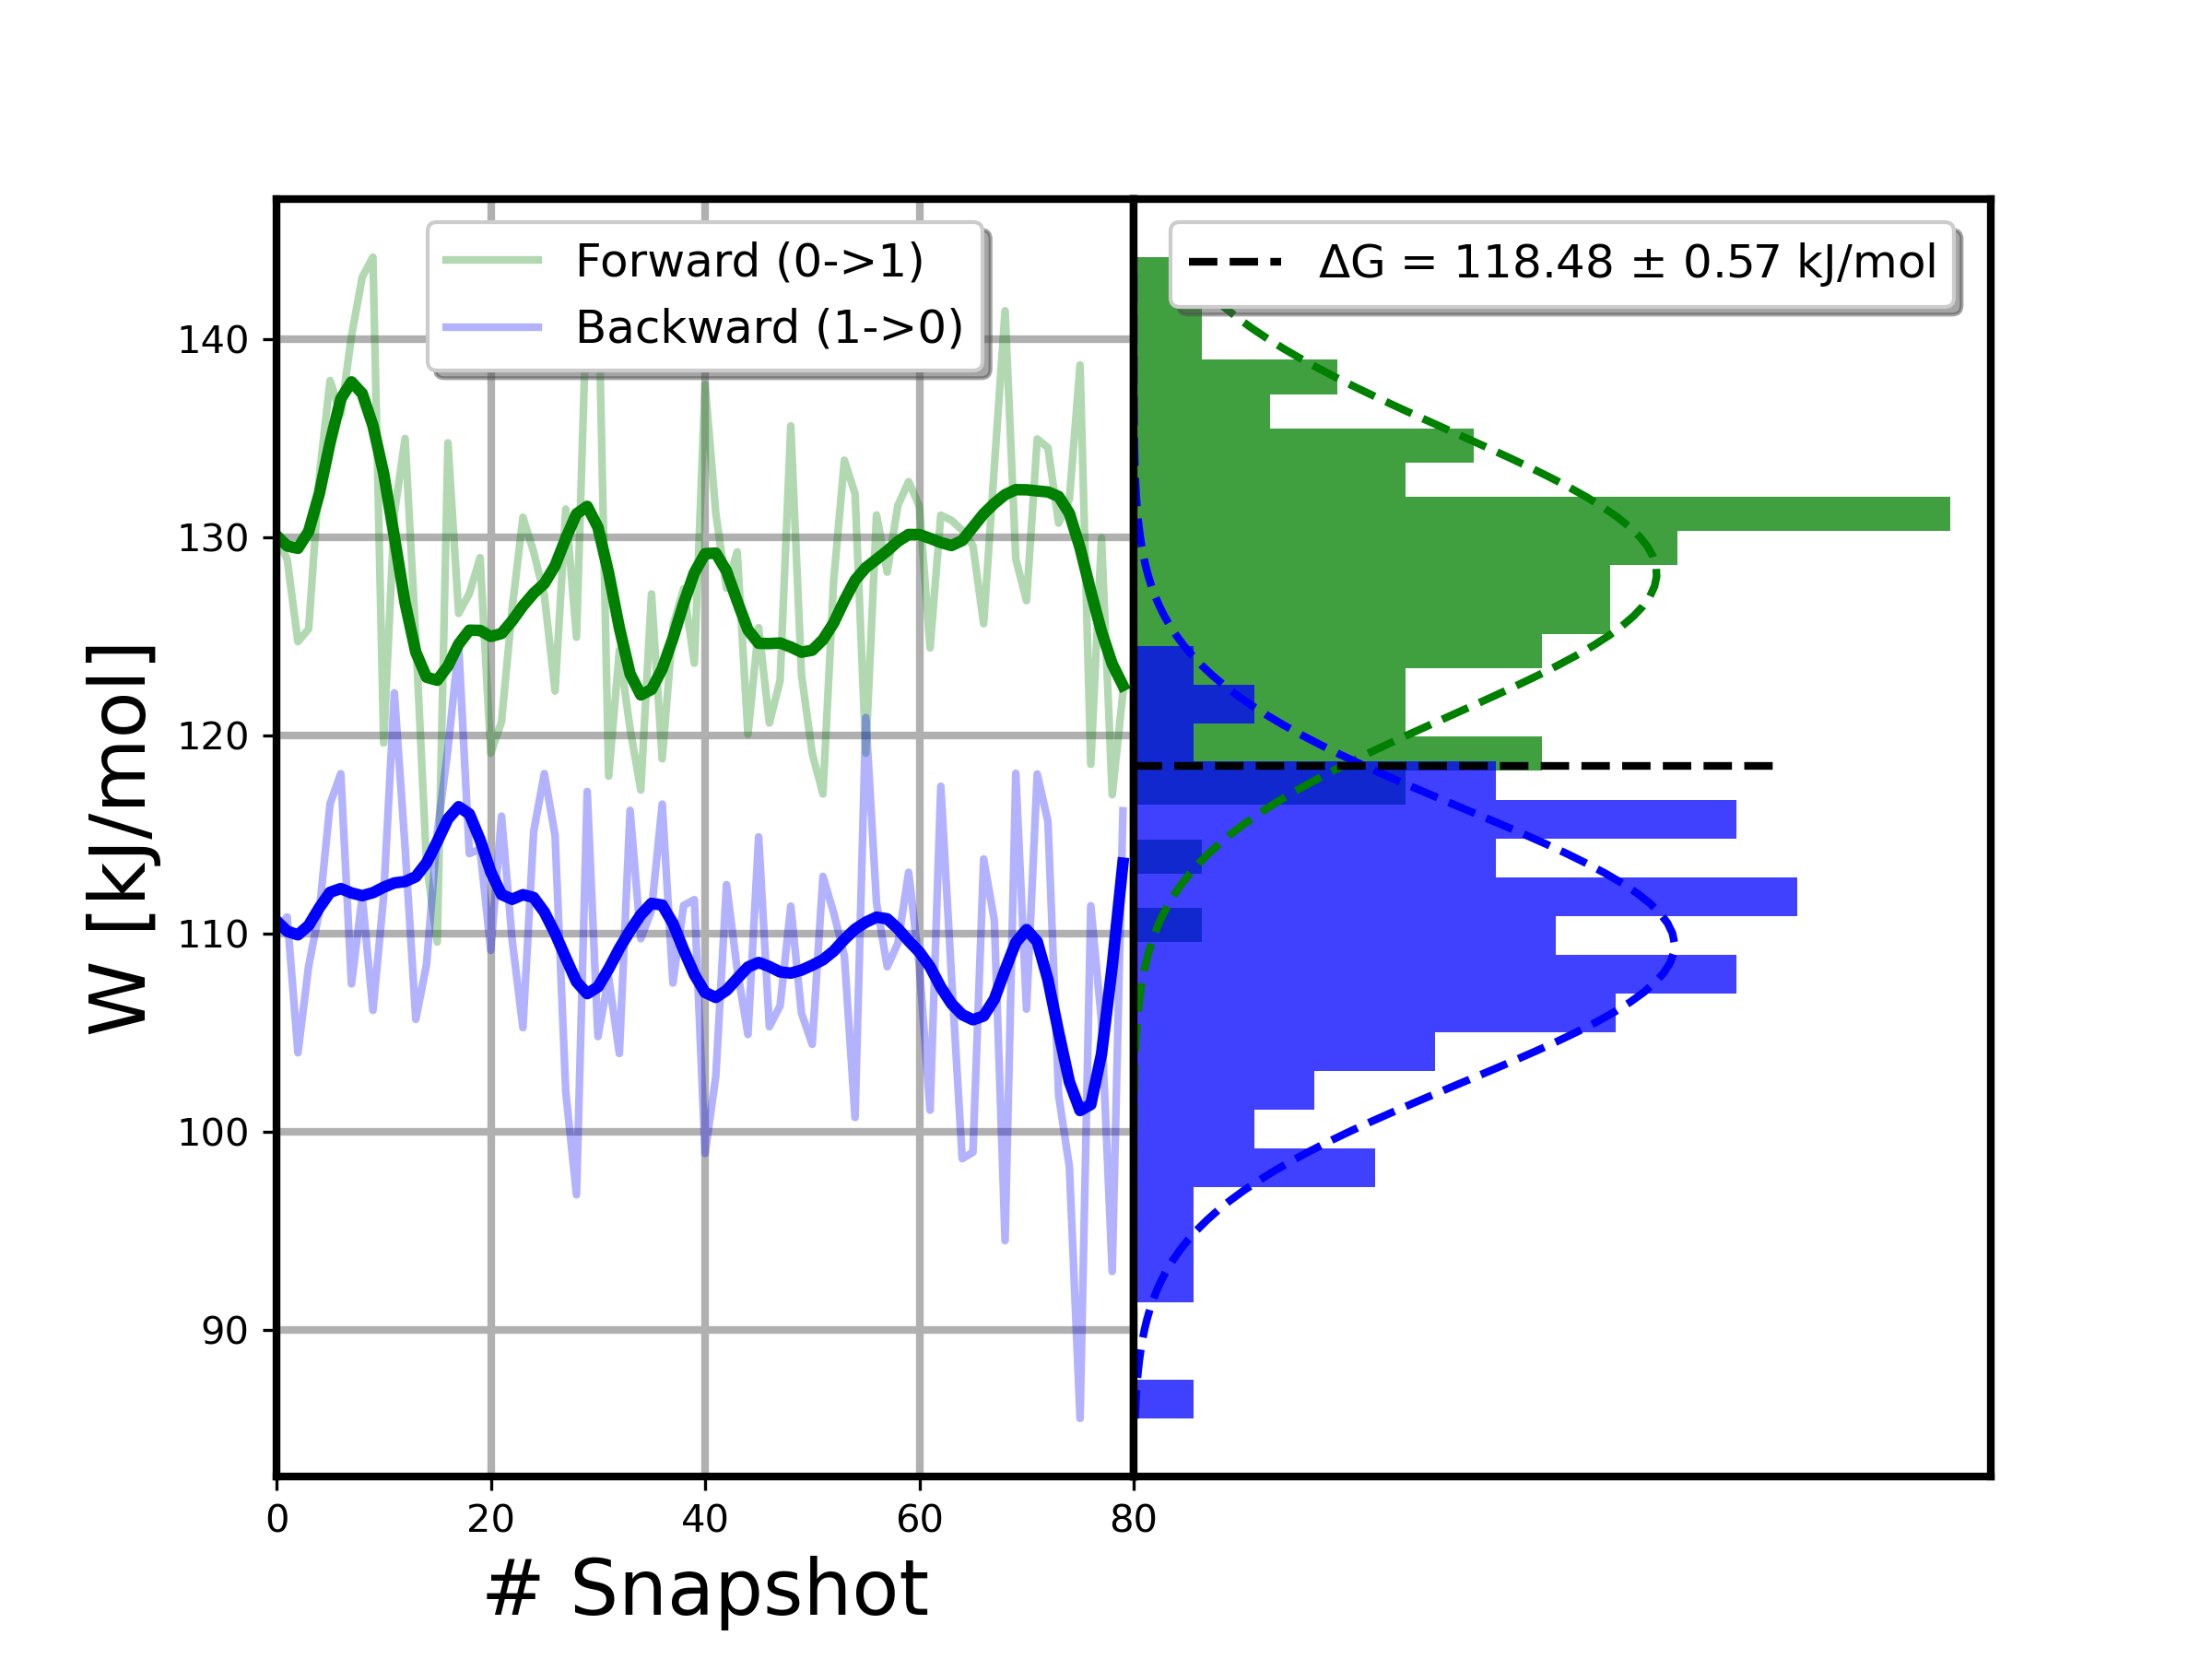 Forward (0->1)
Backward (1->0)
ΔG = 118.48 ± 0.57 kJ/mol
W [kJ/mol]
140
130
120
110
100
90
0 20 40 60 80
# Snapshot